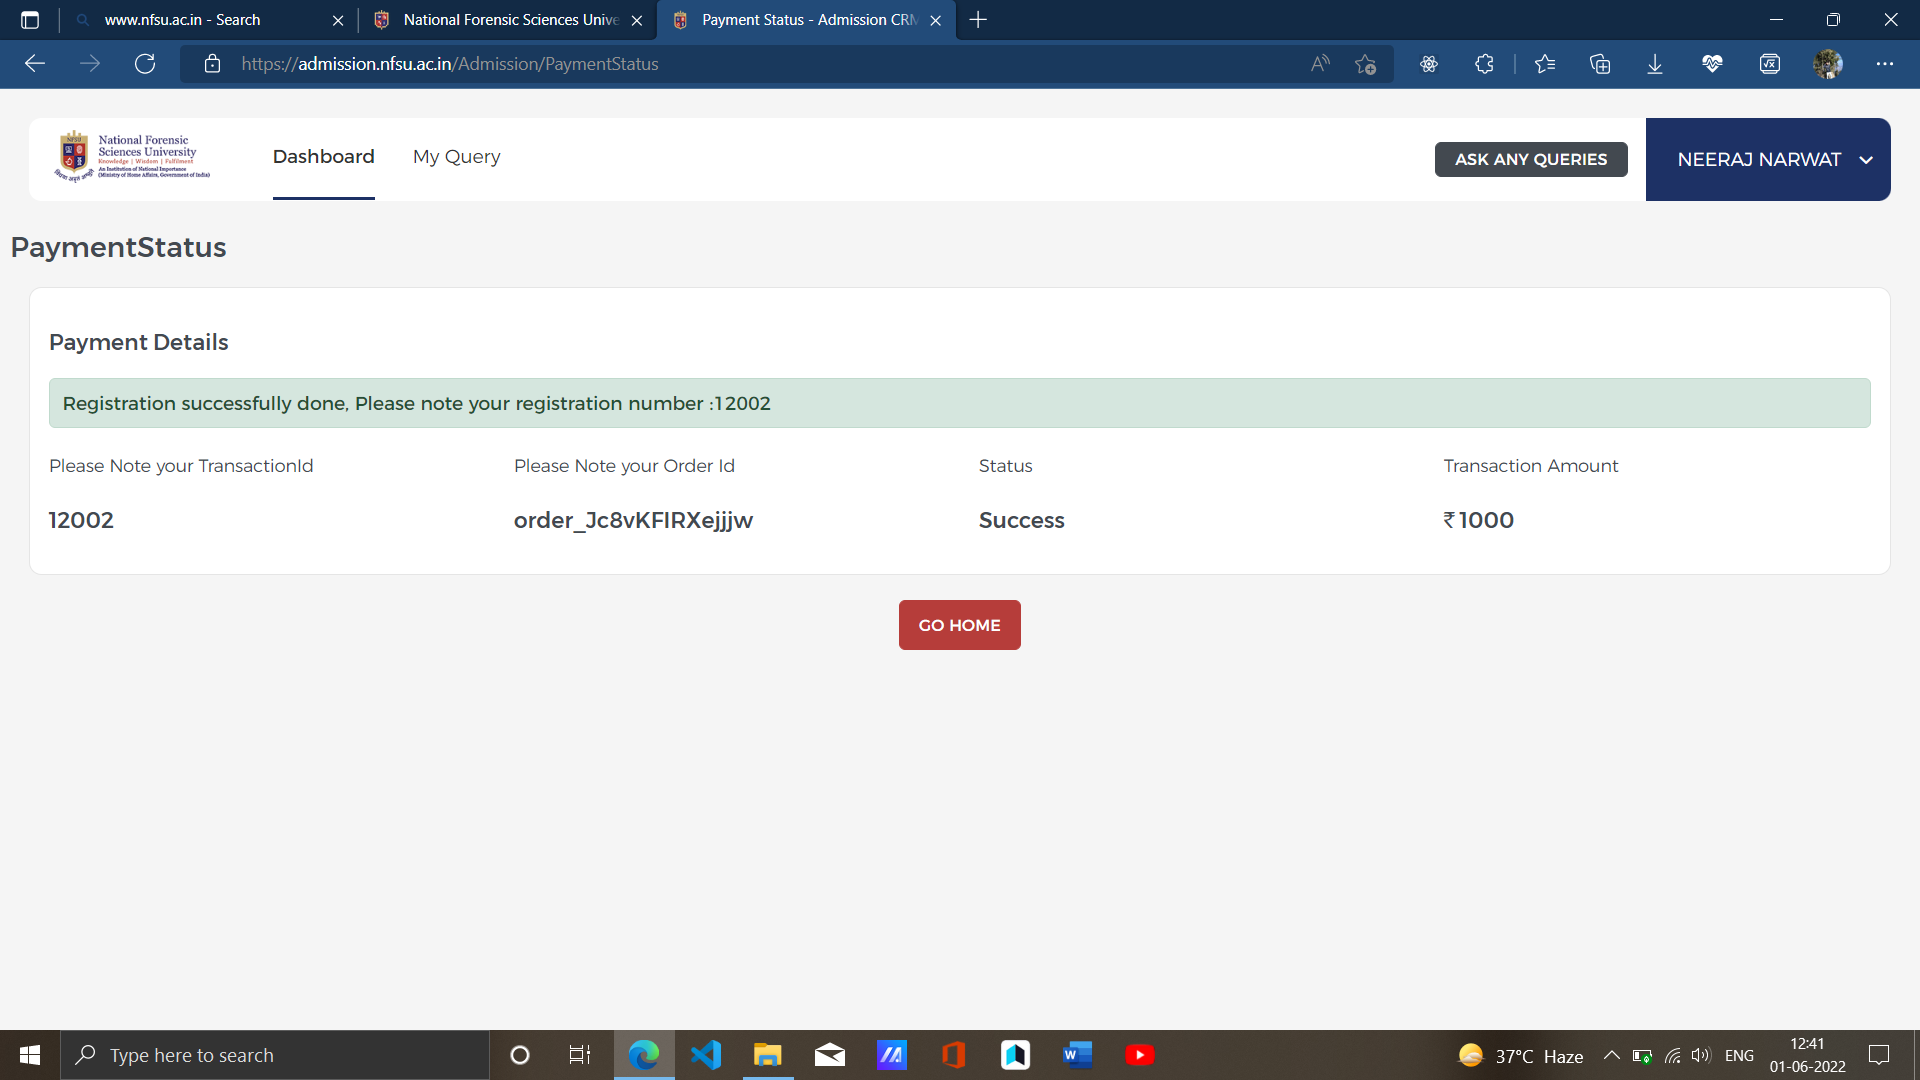 www.nfsu.ac.in - Search
National Forensic Sciences Unive
Payment Status - Admission CRM
https://admission.nfsu.ac.in/Admission/PaymentStatus
NFSU
National Forensic
Sciences University
Knowledge | Wisdom | Fulfilment
An Institution of National Importance
(Ministry of Home Affairs, Government of India)
Dashboard
My Query
ASK ANY QUERIES
NEERAJ NARWAT
PaymentStatus
Payment Details
Registration successfully done, Please note your registration number :12002
Please Note your TransactionId
Please Note your Order Id
Status
Transaction Amount
12002
order_Jc8vKFIRXejjjw
Success
₹1000
GO HOME
Type here to search
37°C Haze
ENG
12:41
01-06-2022